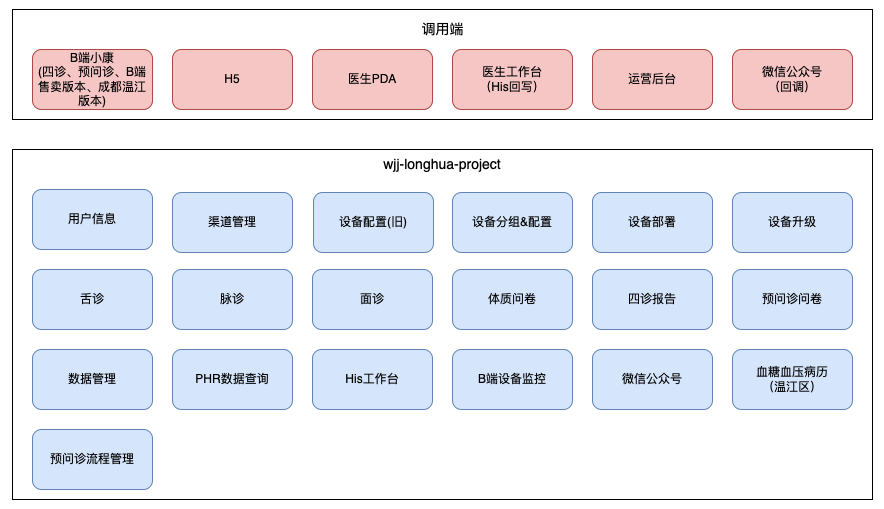 调用端
B端小康
(四诊、预问诊、B端
售卖版本、成都温江
版本)
H5
医生PDA
医生工作台
（His回写）
运营后台
微信公众号
（回调）
wjj-longhua-project
用户信息
渠道管理
设备配置(旧)
设备分组&配置
设备部署
设备升级
舌诊
脉诊
面诊
体质问卷
四诊报告
预问诊问卷
数据管理
PHR数据查询
His工作台
B端设备监控
微信公众号
血糖血压病历
（温江区）
预问诊流程管理